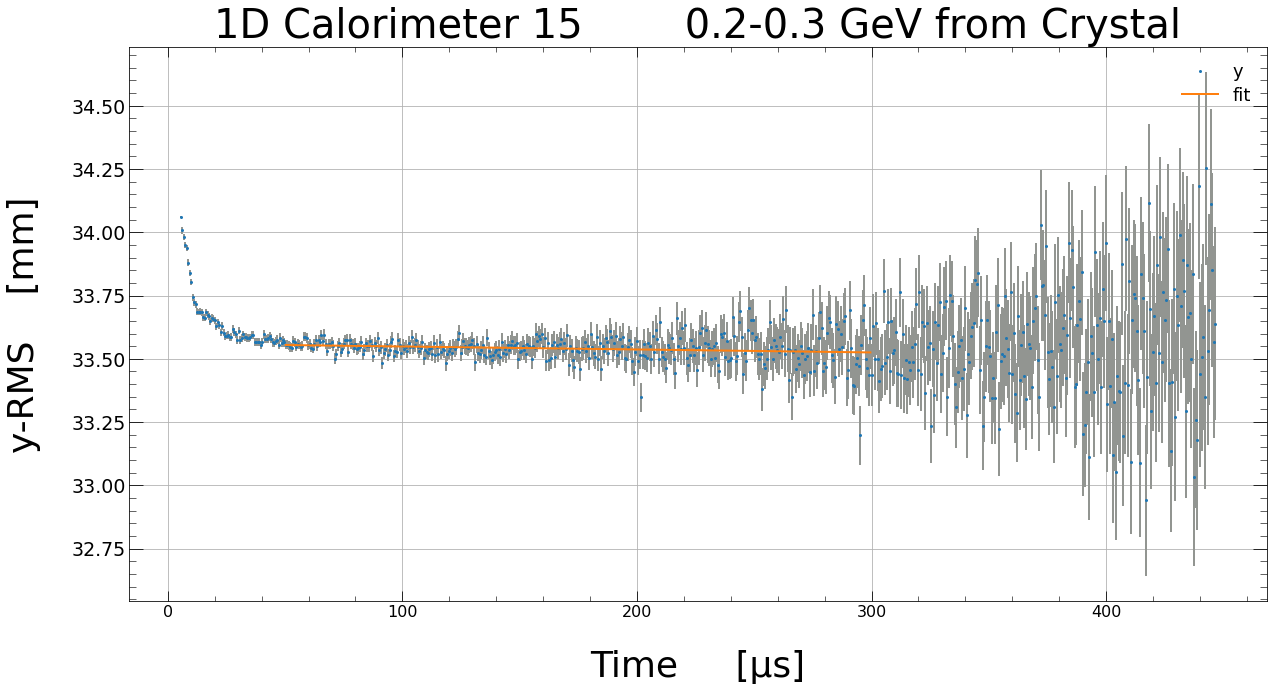 1D Calorimeter 15 0.2-0.3 GeV from Crystal
y
fit
y-RMS [mm]
34.50
34.25
34.00
33.75
33.50
33.25
33.00
32.75
0 100 200 300 400
Time [µs]